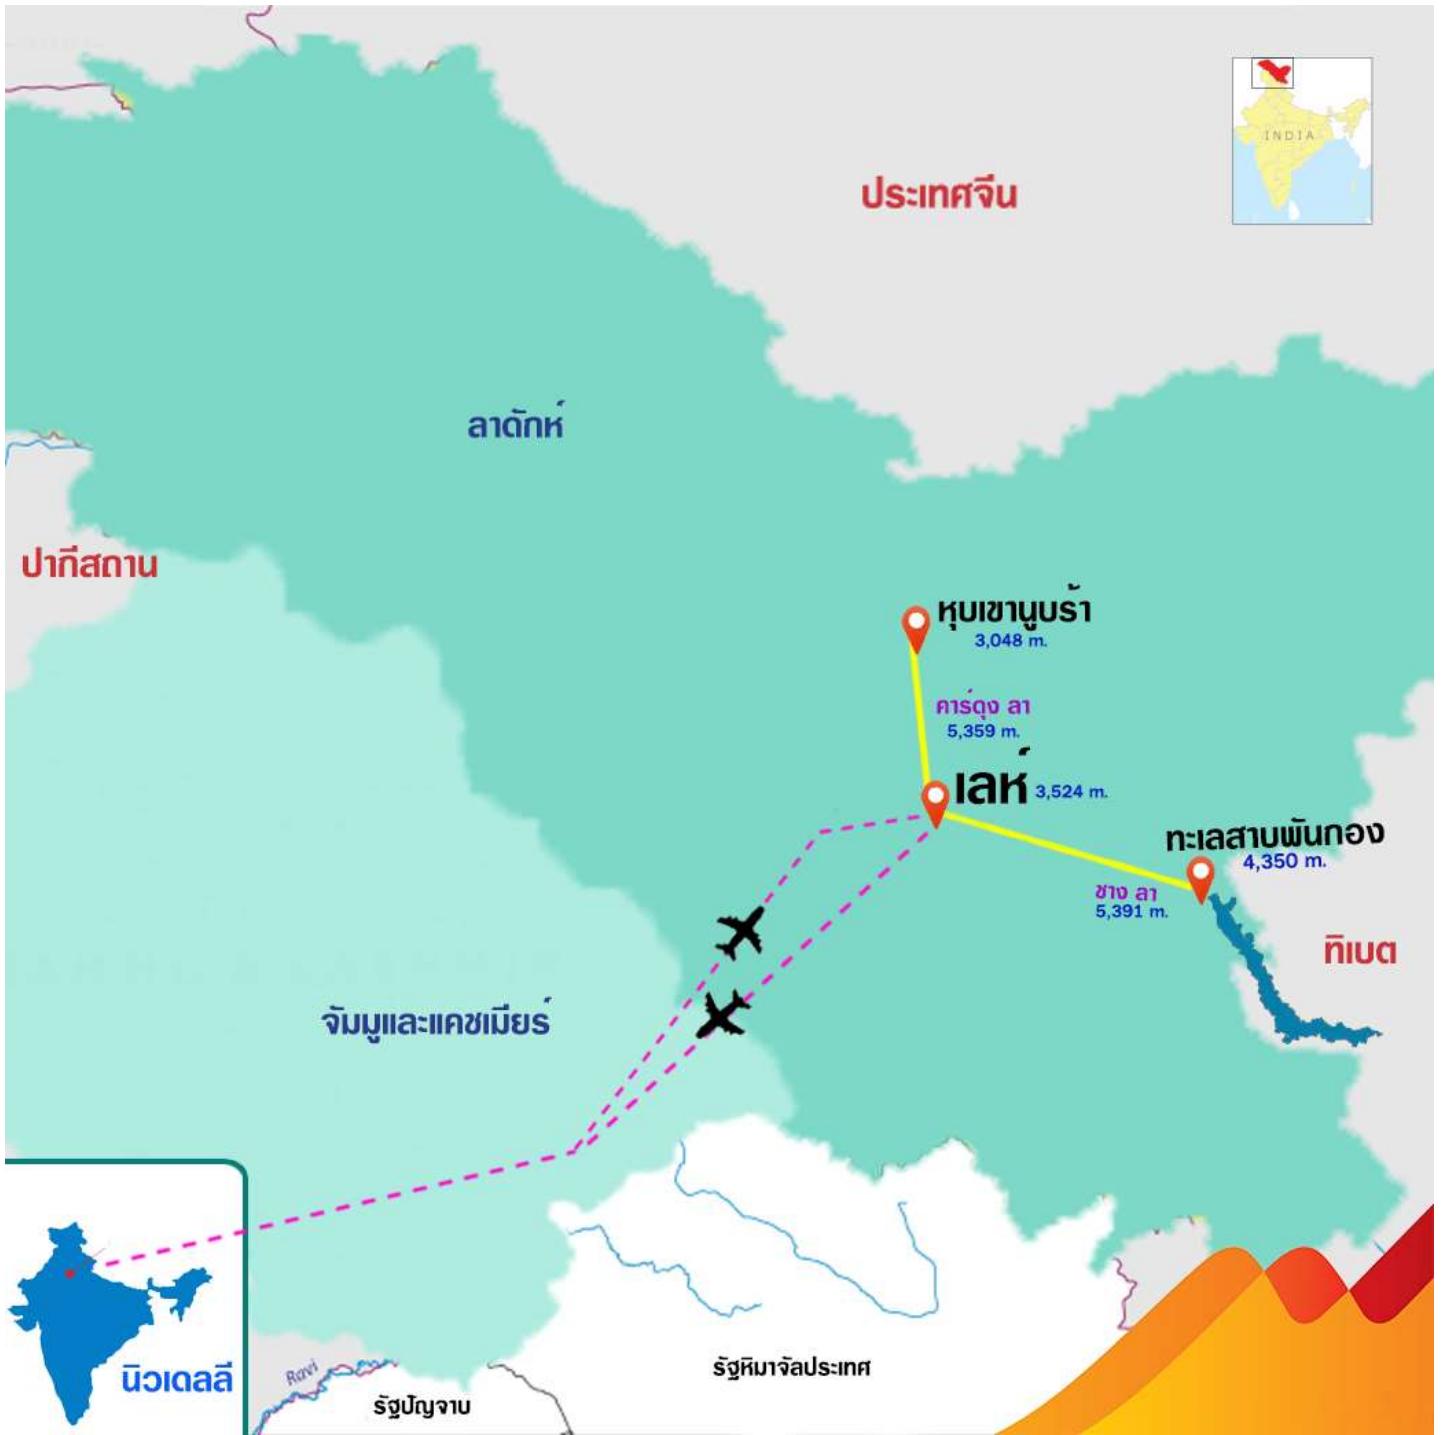 INDIA
ประเทศจีน
ลาดักห์
ปากีสถาน
หุบเขานูบร้า
3,048 m.
คาร์ดุง ลา
5,359 m.
เลห์ 3,524 m.
ทะเลสาบพันกอง
4,350 m.
ชาง ลา
5,391 m.
ทิเบต
จัมมูและแคชเมียร์
รัฐหิมาจัลประเทศ
Ravi
นิวเดลลี
รัฐปัญจาบ